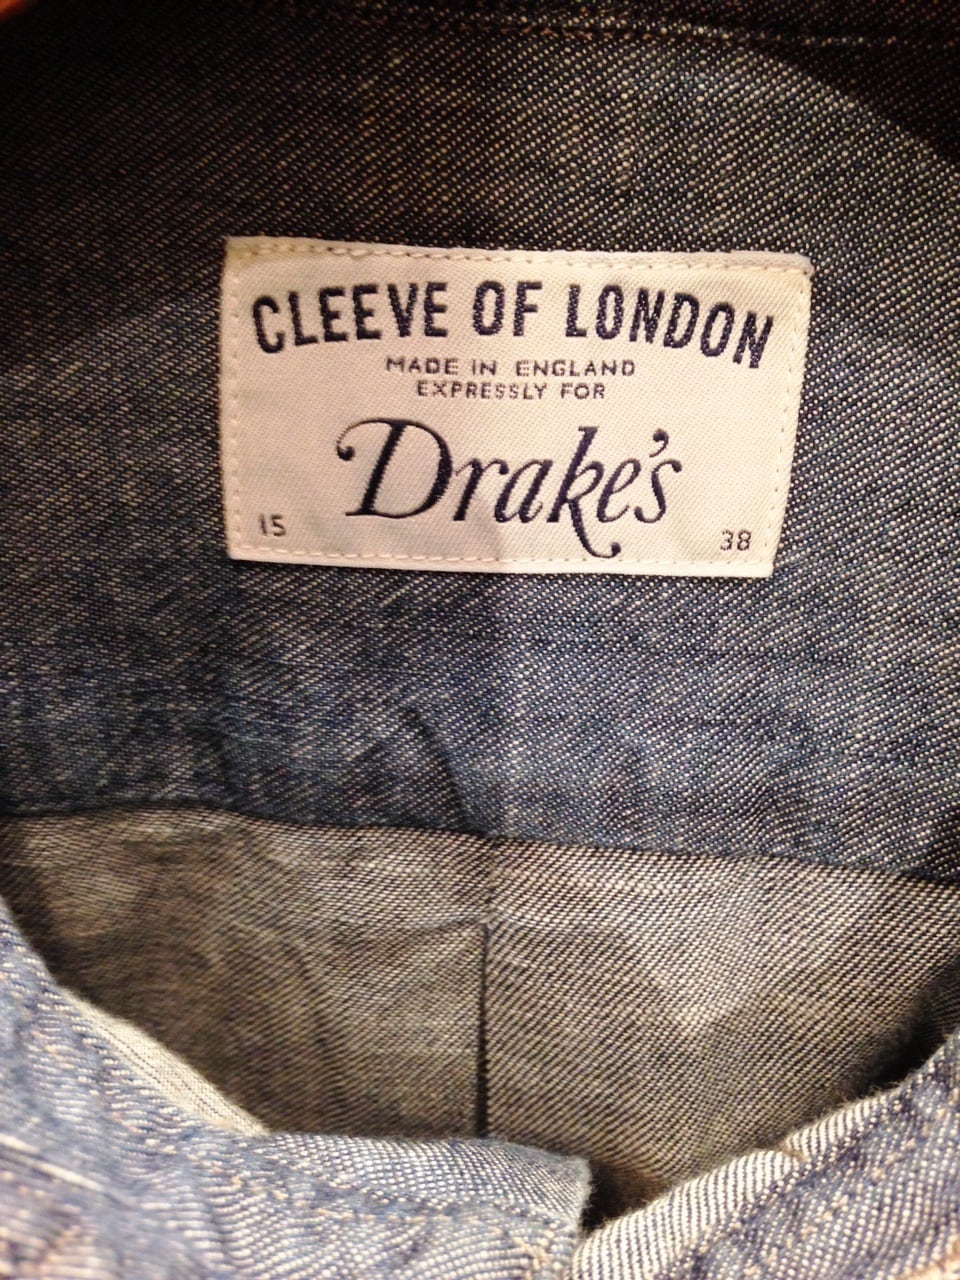 CLEEVE OF LONDON
MADE IN ENGLAND
EXPRESSLY FOR
Drake's
15 38